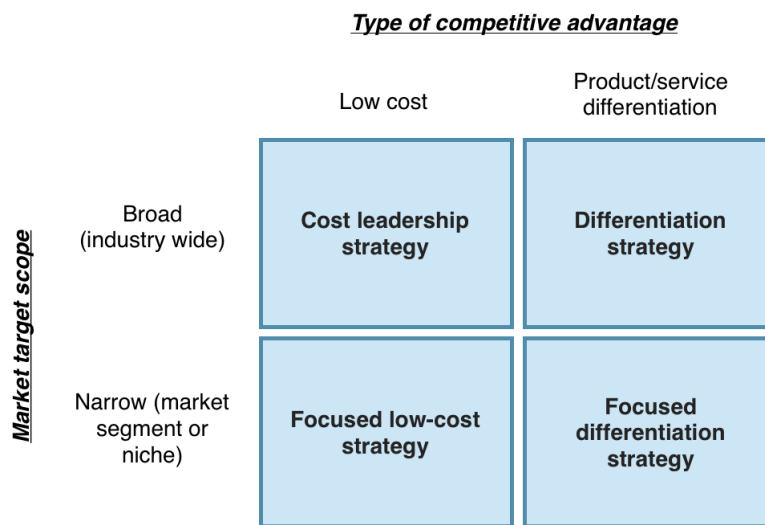 Type of competitive advantage
Low cost
Product/service
differentiation
Market target scope
Broad
(industry wide)
Cost leadership
strategy
Differentiation
strategy
Narrow (market
segment or
niche)
Focused low-cost
strategy
Focused
differentiation
strategy